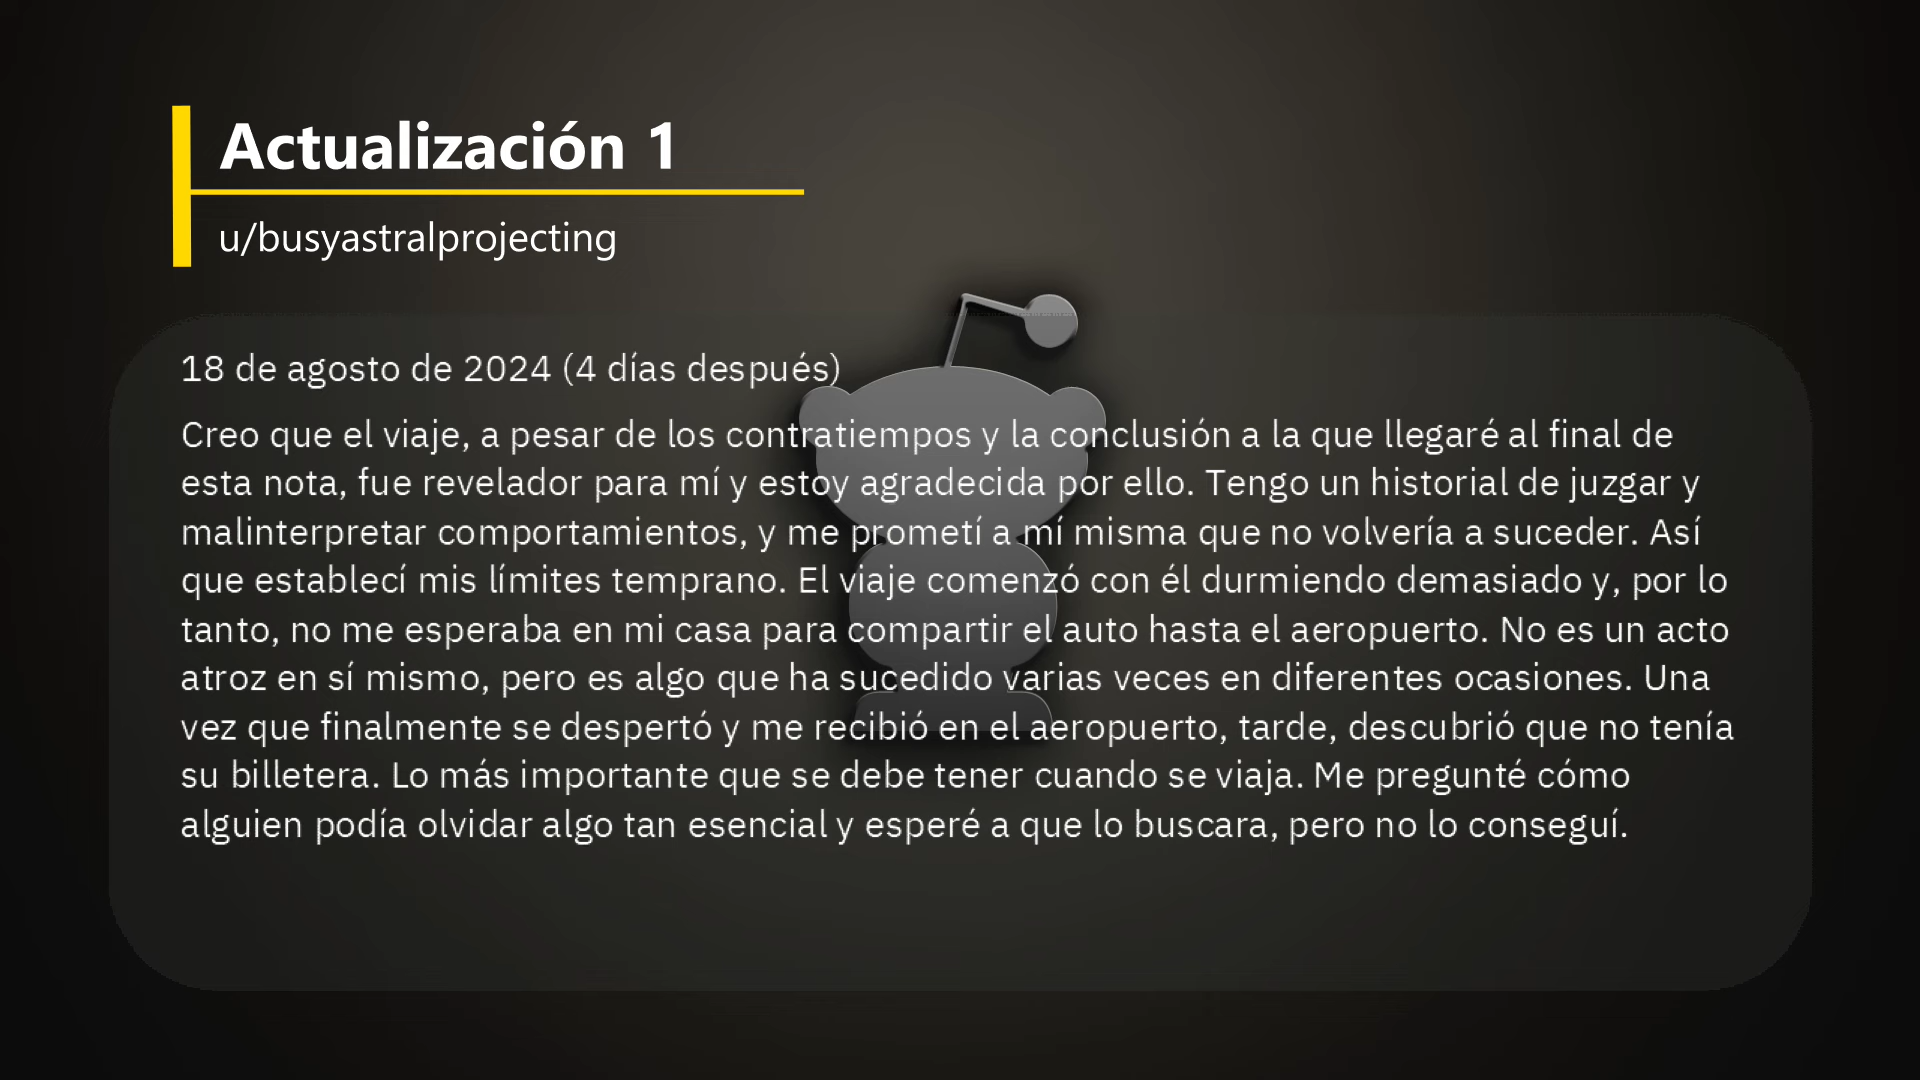 Actualización 1
u/busyastralprojecting
18 de agosto de 2024 (4 días después)
Creo que el viaje, a pesar de los contratiempos y la conclusión a la que llegaré al final de
esta nota, fue revelador para mí y estoy agradecida por ello. Tengo un historial de juzgar y
malinterpretar comportamientos, y me prometí a mí misma que no volvería a suceder. Así
que establecí mis límites temprano. El viaje comenzó con él durmiendo demasiado y, por lo
tanto, no me esperaba en mi casa para compartir el auto hasta el aeropuerto. No es un acto
atroz en sí mismo, pero es algo que ha sucedido varias veces en diferentes ocasiones. Una
vez que finalmente se despertó y me recibió en el aeropuerto, tarde, descubrió que no tenía
su billetera. Lo más importante que se debe tener cuando se viaja. Me pregunté cómo
alguien podía olvidar algo tan esencial y esperé a que lo buscara, pero no lo conseguí.